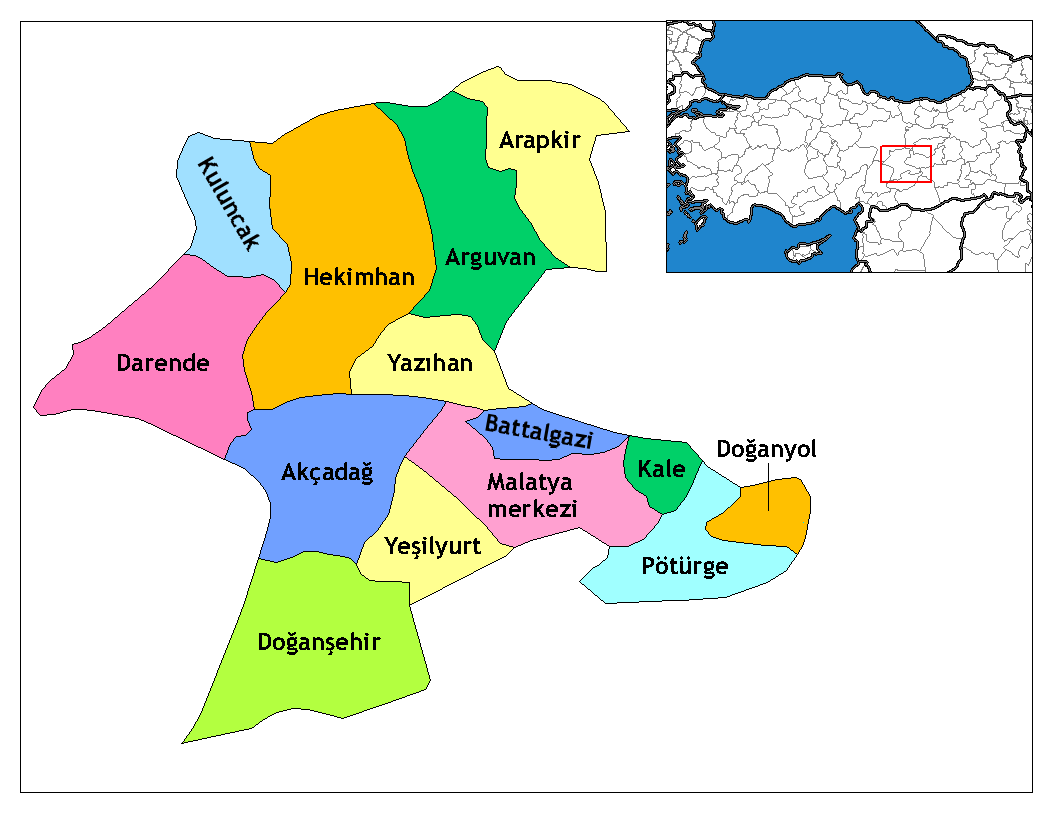 Arapkir
Kuluncak
Arguvan
Hekimhan
Darende
Yazıhan
Battalgazi
Doğanyol
Kale
Akçadağ
Malatya
merkezi
Yeşilyurt
Pötürge
Doğanşehir